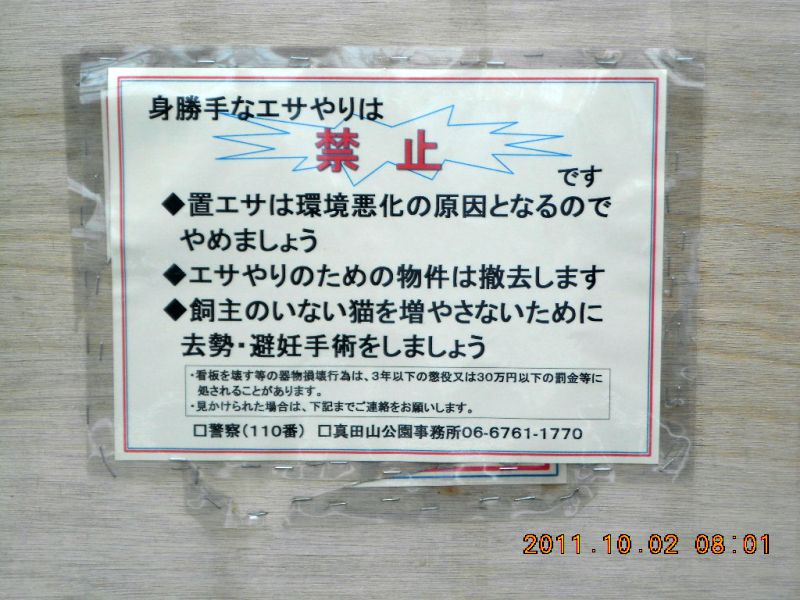 身勝手なエサやりは
禁止
です
◆置エサは環境悪化の原因となるので
やめましょう
◆エサやりのための物件は撤去します
◆飼主のいない猫を増やさないために
去勢・避妊手術をしましょう
・看板を壊す等の器物損壊行為は、3年以下の懲役又は30万円以下の罰金等に
処されることがあります。
・見かけられた場合は、下記までご連絡をお願いします。
□警察(110番) □真田山公園事務所06-6761-1770
2011.10.02 08:01